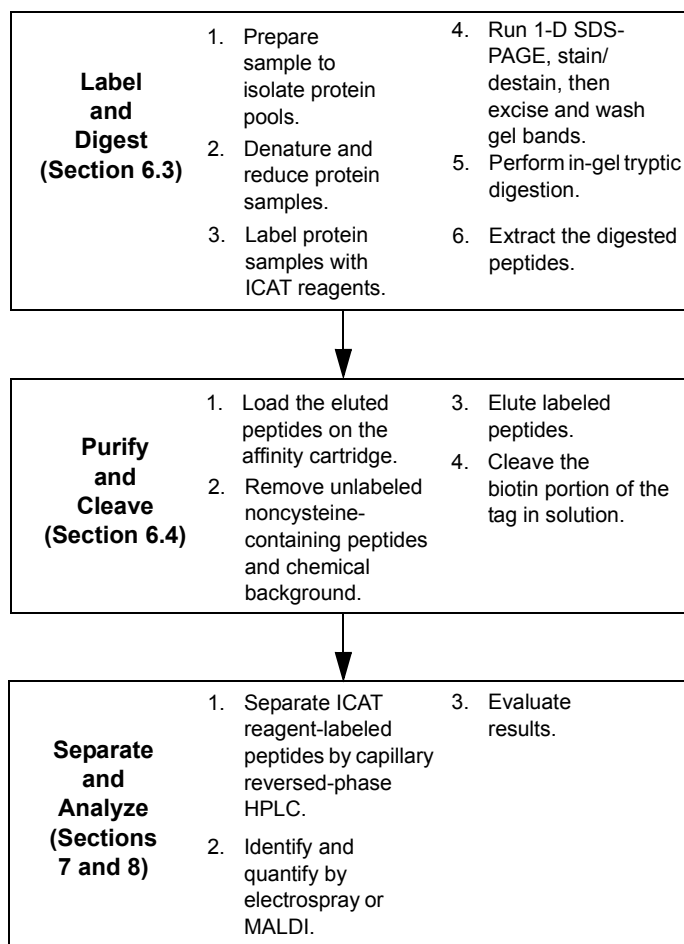 Label
and
Digest
(Section 6.3)
1. Prepare
sample to
isolate protein
pools.
2. Denature and
reduce protein
samples.
3. Label protein
samples with
ICAT reagents.
4. Run 1-D SDS-
PAGE, stain/
destain, then
excise and wash
gel bands.
5. Perform in-gel tryptic
digestion.
6. Extract the digested
peptides.
Purify
and
Cleave
(Section 6.4)
1. Load the eluted
peptides on the
affinity cartridge.
2. Remove unlabeled
noncysteine-
containing peptides
and chemical
background.
3. Elute labeled
peptides.
4. Cleave the
biotin portion of the
tag in solution.
Separate
and
Analyze
(Sections
7 and 8)
1. Separate ICAT
reagent-labeled
peptides by capillary
reversed-phase
HPLC.
2. Identify and
quantify by
electrospray or
MALDI.
3. Evaluate
results.